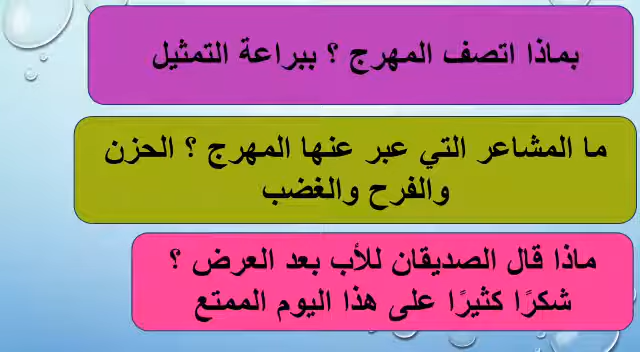 بماذا اتصف المهرج ؟ ببراعة التمثيل
ما المشاعر التي عبر عنها المهرج ؟ الحزن
والفرح والغضب
ماذا قال الصديقان للأب بعد العرض ؟
شكرًا كثيرًا على هذا اليوم الممتع